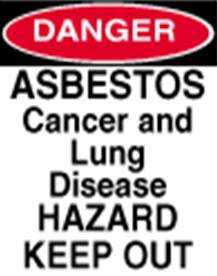 DANGER
ASBESTOS
Cancer and
Lung
Disease
HAZARD
KEEP OUT